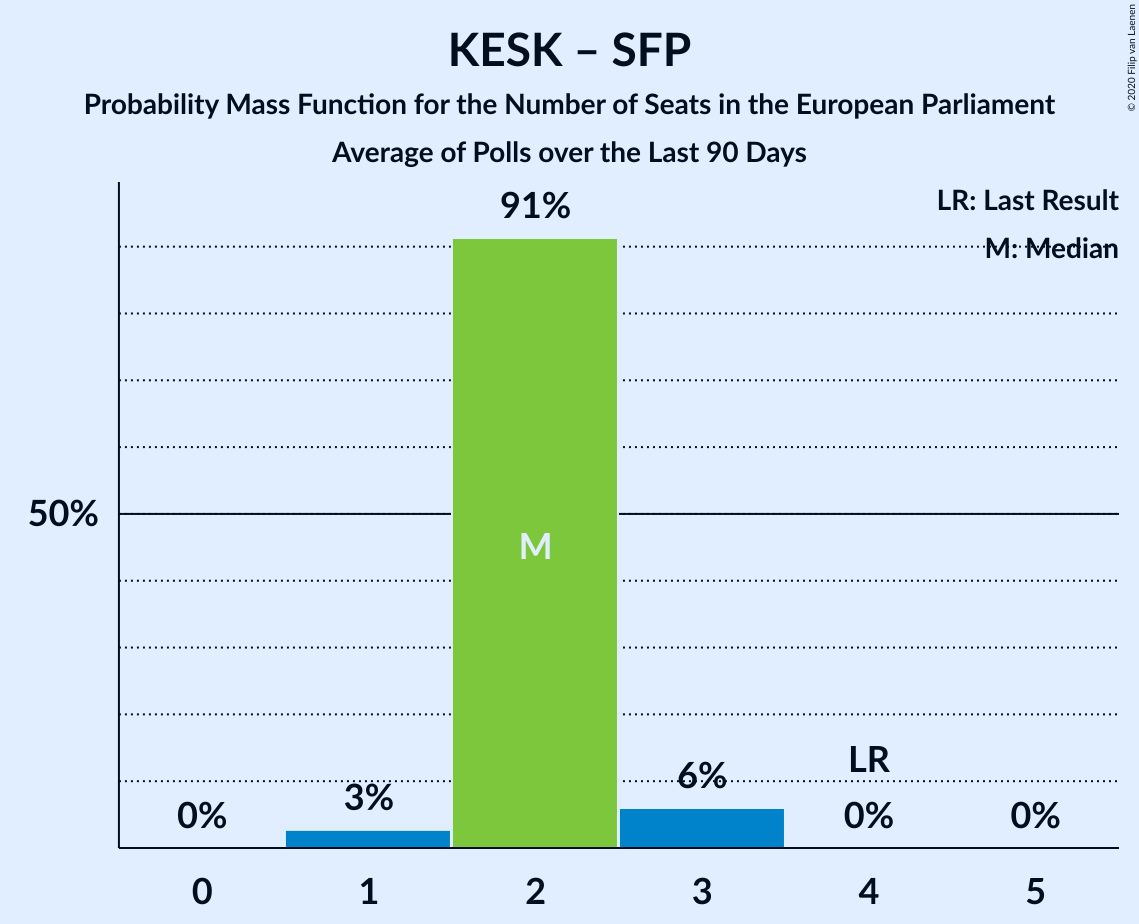 KESK – SFP
Probability Mass Function for the Number of Seats in the European Parliament
Average of Polls over the Last 90 Days
© 2020 Filip van Laenen
LR: Last Result
M: Median
91%
50%
M
LR
3%
6%
0%
0%
0%
0 1 2 3 4 5